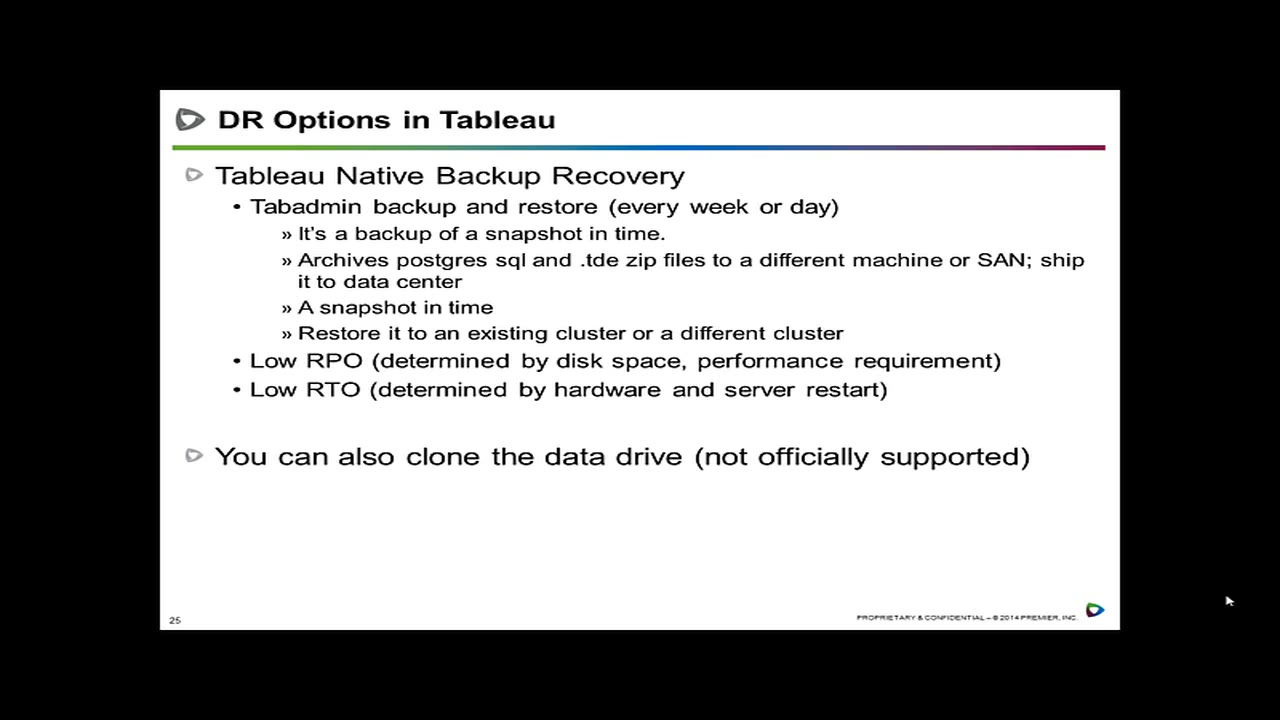 DR Options in Tableau
Tableau Native Backup Recovery
• Tabadmin backup and restore (every week or day)
» It's a backup of a snapshot in time.
» Archives postgres sql and .tde zip files to a different machine or SAN; ship
it to data center
» A snapshot in time
» Restore it to an existing cluster or a different cluster
• Low RPO (determined by disk space, performance requirement)
• Low RTO (determined by hardware and server restart)
You can also clone the data drive (not officially supported)
25
PROPRIETARY & CONFIDENTIAL – © 2014 PREMIER, INC.